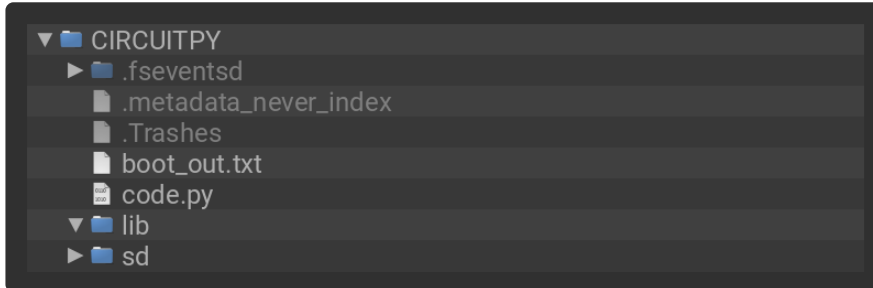 CIRCUITPY
.fseventsd
.metadata_never_index
.Trashes
boot_out.txt
code.py
lib
sd